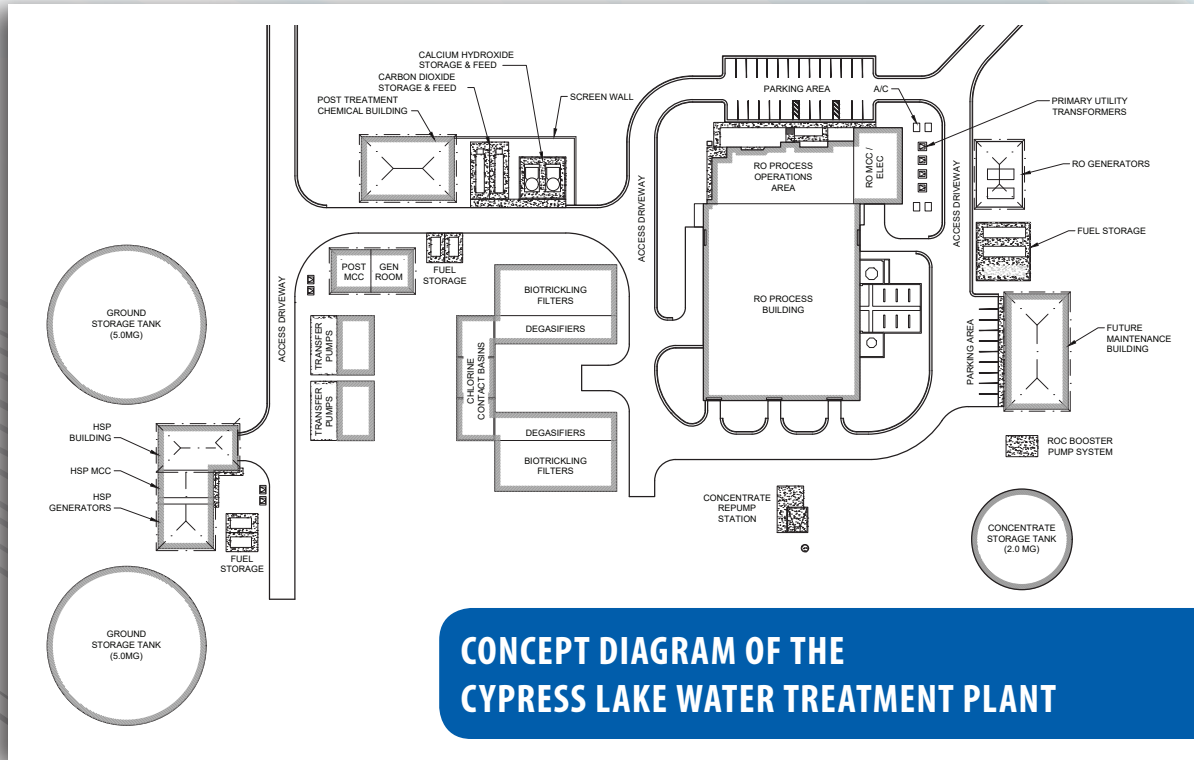 CALCIUM HYDROXIDE
STORAGE & FEED
CARBON DIOXIDE
STORAGE & FEED
POST TREATMENT
CHEMICAL BUILDING
SCREEN WALL
PARKING AREA
A/C
PRIMARY UTILITY
TRANSFORMERS
RO PROCESS
OPERATIONS
AREA
RO MCC /
ELEC
RO GENERATORS
ACCESS DRIVEWAY
ACCESS DRIVEWAY
FUEL STORAGE
POST
MCC
GEN
ROOM
FUEL
STORAGE
BIOTRICKLING
FILTERS
DEGASIFIERS
RO PROCESS
BUILDING
GROUND
STORAGE TANK
(5.0MG)
ACCESS DRIVEWAY
TRANSFER
PUMPS
TRANSFER
PUMPS
CHLORINE
CONTACT BASINS
PARKING AREA
FUTURE
MAINTENANCE
BUILDING
HSP
BUILDING
HSP MCC
HSP
GENERATORS
DEGASIFIERS
BIOTRICKLING
FILTERS
ROC BOOSTER
PUMP SYSTEM
CONCENTRATE
REPUMP
STATION
CONCENTRATE
STORAGE TANK
(2.0 MG)
FUEL
STORAGE
GROUND
STORAGE TANK
(5.0MG)
CONCEPT DIAGRAM OF THE
CYPRESS LAKE WATER TREATMENT PLANT